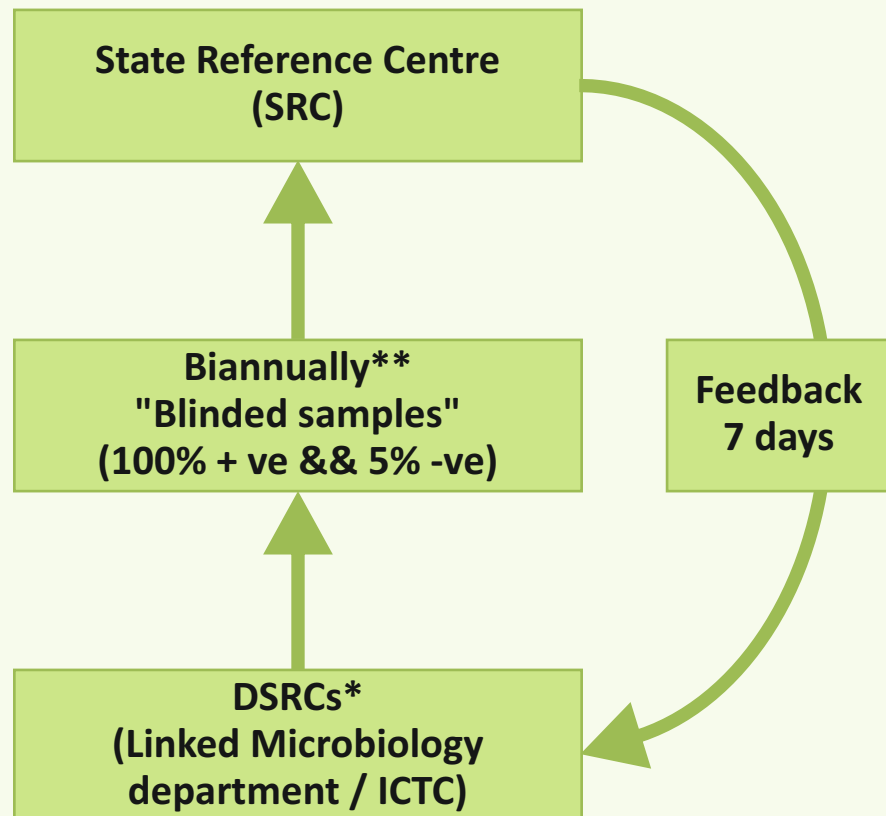 State Reference Centre
(SRC)
Biannually**
"Blinded samples"
(100% + ve && 5% -ve)
Feedback
7 days
DSRCs*
(Linked Microbiology
department / ICTC)